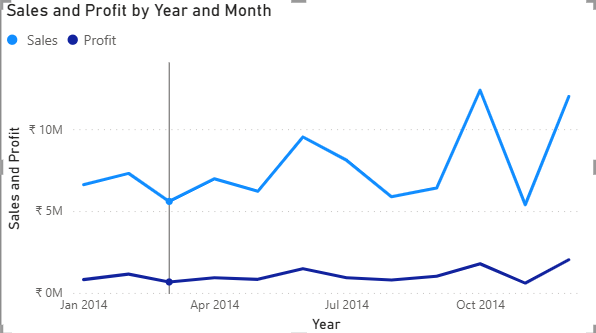 Sales and Profit by Year and Month
Sales Profit
Sales and Profit
₹ 10M
₹ 5M
₹ 0M
Jan 2014 Apr 2014 Jul 2014 Oct 2014
Year